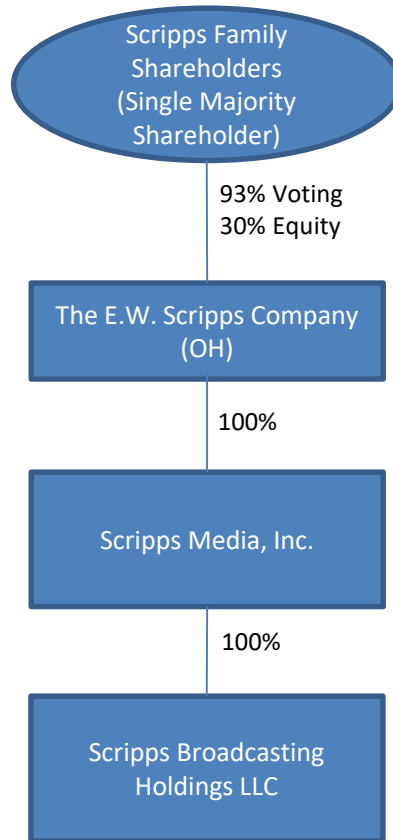 Scripps Family
Shareholders
(Single Majority
Shareholder)
93% Voting
30% Equity
The E.W. Scripps Company
(OH)
100%
Scripps Media, Inc.
100%
Scripps Broadcasting
Holdings LLC